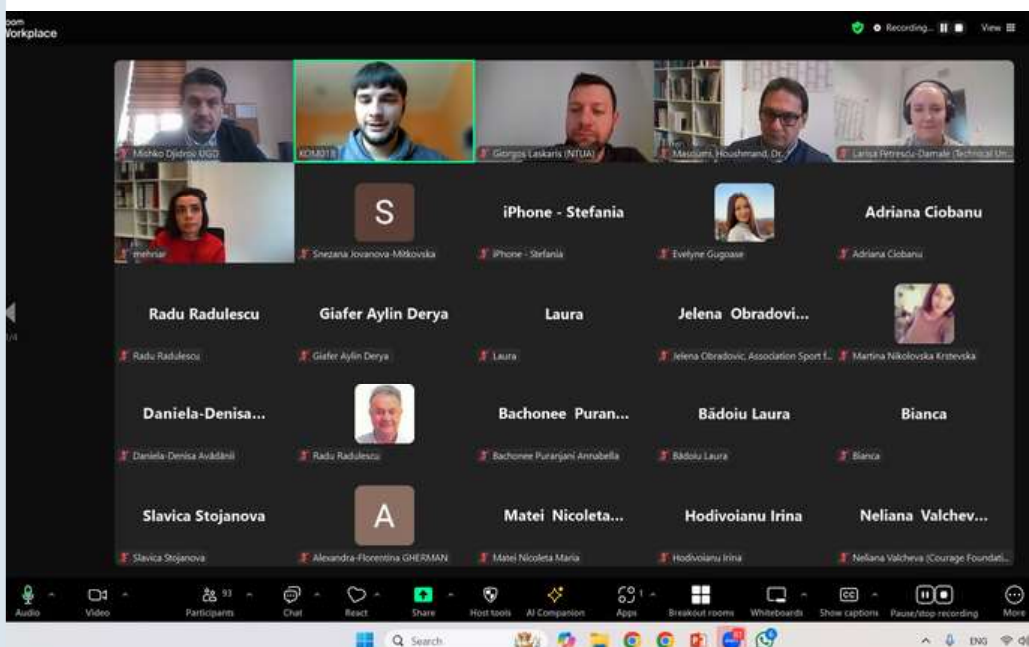 zoom
Workplace
Recording...
View
Mishko Djidrov UGD
KOM018
Giorgos Laskaris (NTUA)
Masoumi, Houshmand, Dr.
Larisa Petrescu-Damale (Technical Un...
mehrnar
S
Snezana Jovanova-Mitkovska
iPhone - Stefania
iPhone - Stefania
Evelyne Gugoase
Adriana Ciobanu
Adriana Ciobanu
1/4
Radu Radulescu
Radu Radulescu
Giafer Aylin Derya
Giafer Aylin Derya
Laura
Laura
Jelena Obradovi...
Jelena Obradovic, Association Sport f...
Martina Nikolovska Krstevska
Daniela-Denisa...
Daniela-Denisa Avădănii
Radu Radulescu
Bachonee Puran...
Bachonee Puranjani Annabella
Bădoiu Laura
Bădoiu Laura
Bianca
Bianca
Slavica Stojanova
Slavica Stojanova
A
Alexandra-Florentina GHERMAN
Matei Nicoleta...
Matei Nicoleta Maria
Hodivoianu Irina
Hodivoianu Irina
Neliana Valchev...
Neliana Valcheva (Courage Foundati...
Audio
Video
93
Participants
Chat
React
Share
Host tools
AI Companion
1
Apps
Breakout rooms
Whiteboards
CC
Show captions
Pause/stop recording
More
Search
ENG